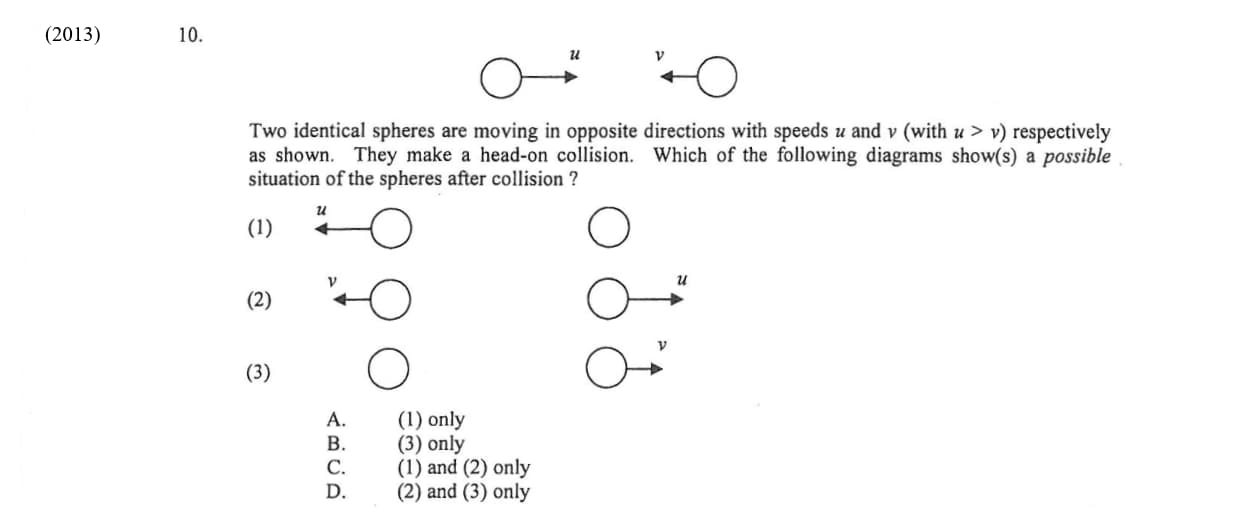 (2013) 10.
u v
Two identical spheres are moving in opposite directions with speeds u and v (with u > v) respectively
as shown. They make a head-on collision. Which of the following diagrams show(s) a possible
situation of the spheres after collision ?
u
(1)
v u
(2)
v
(3)
A. (1) only
B. (3) only
C. (1) and (2) only
D. (2) and (3) only